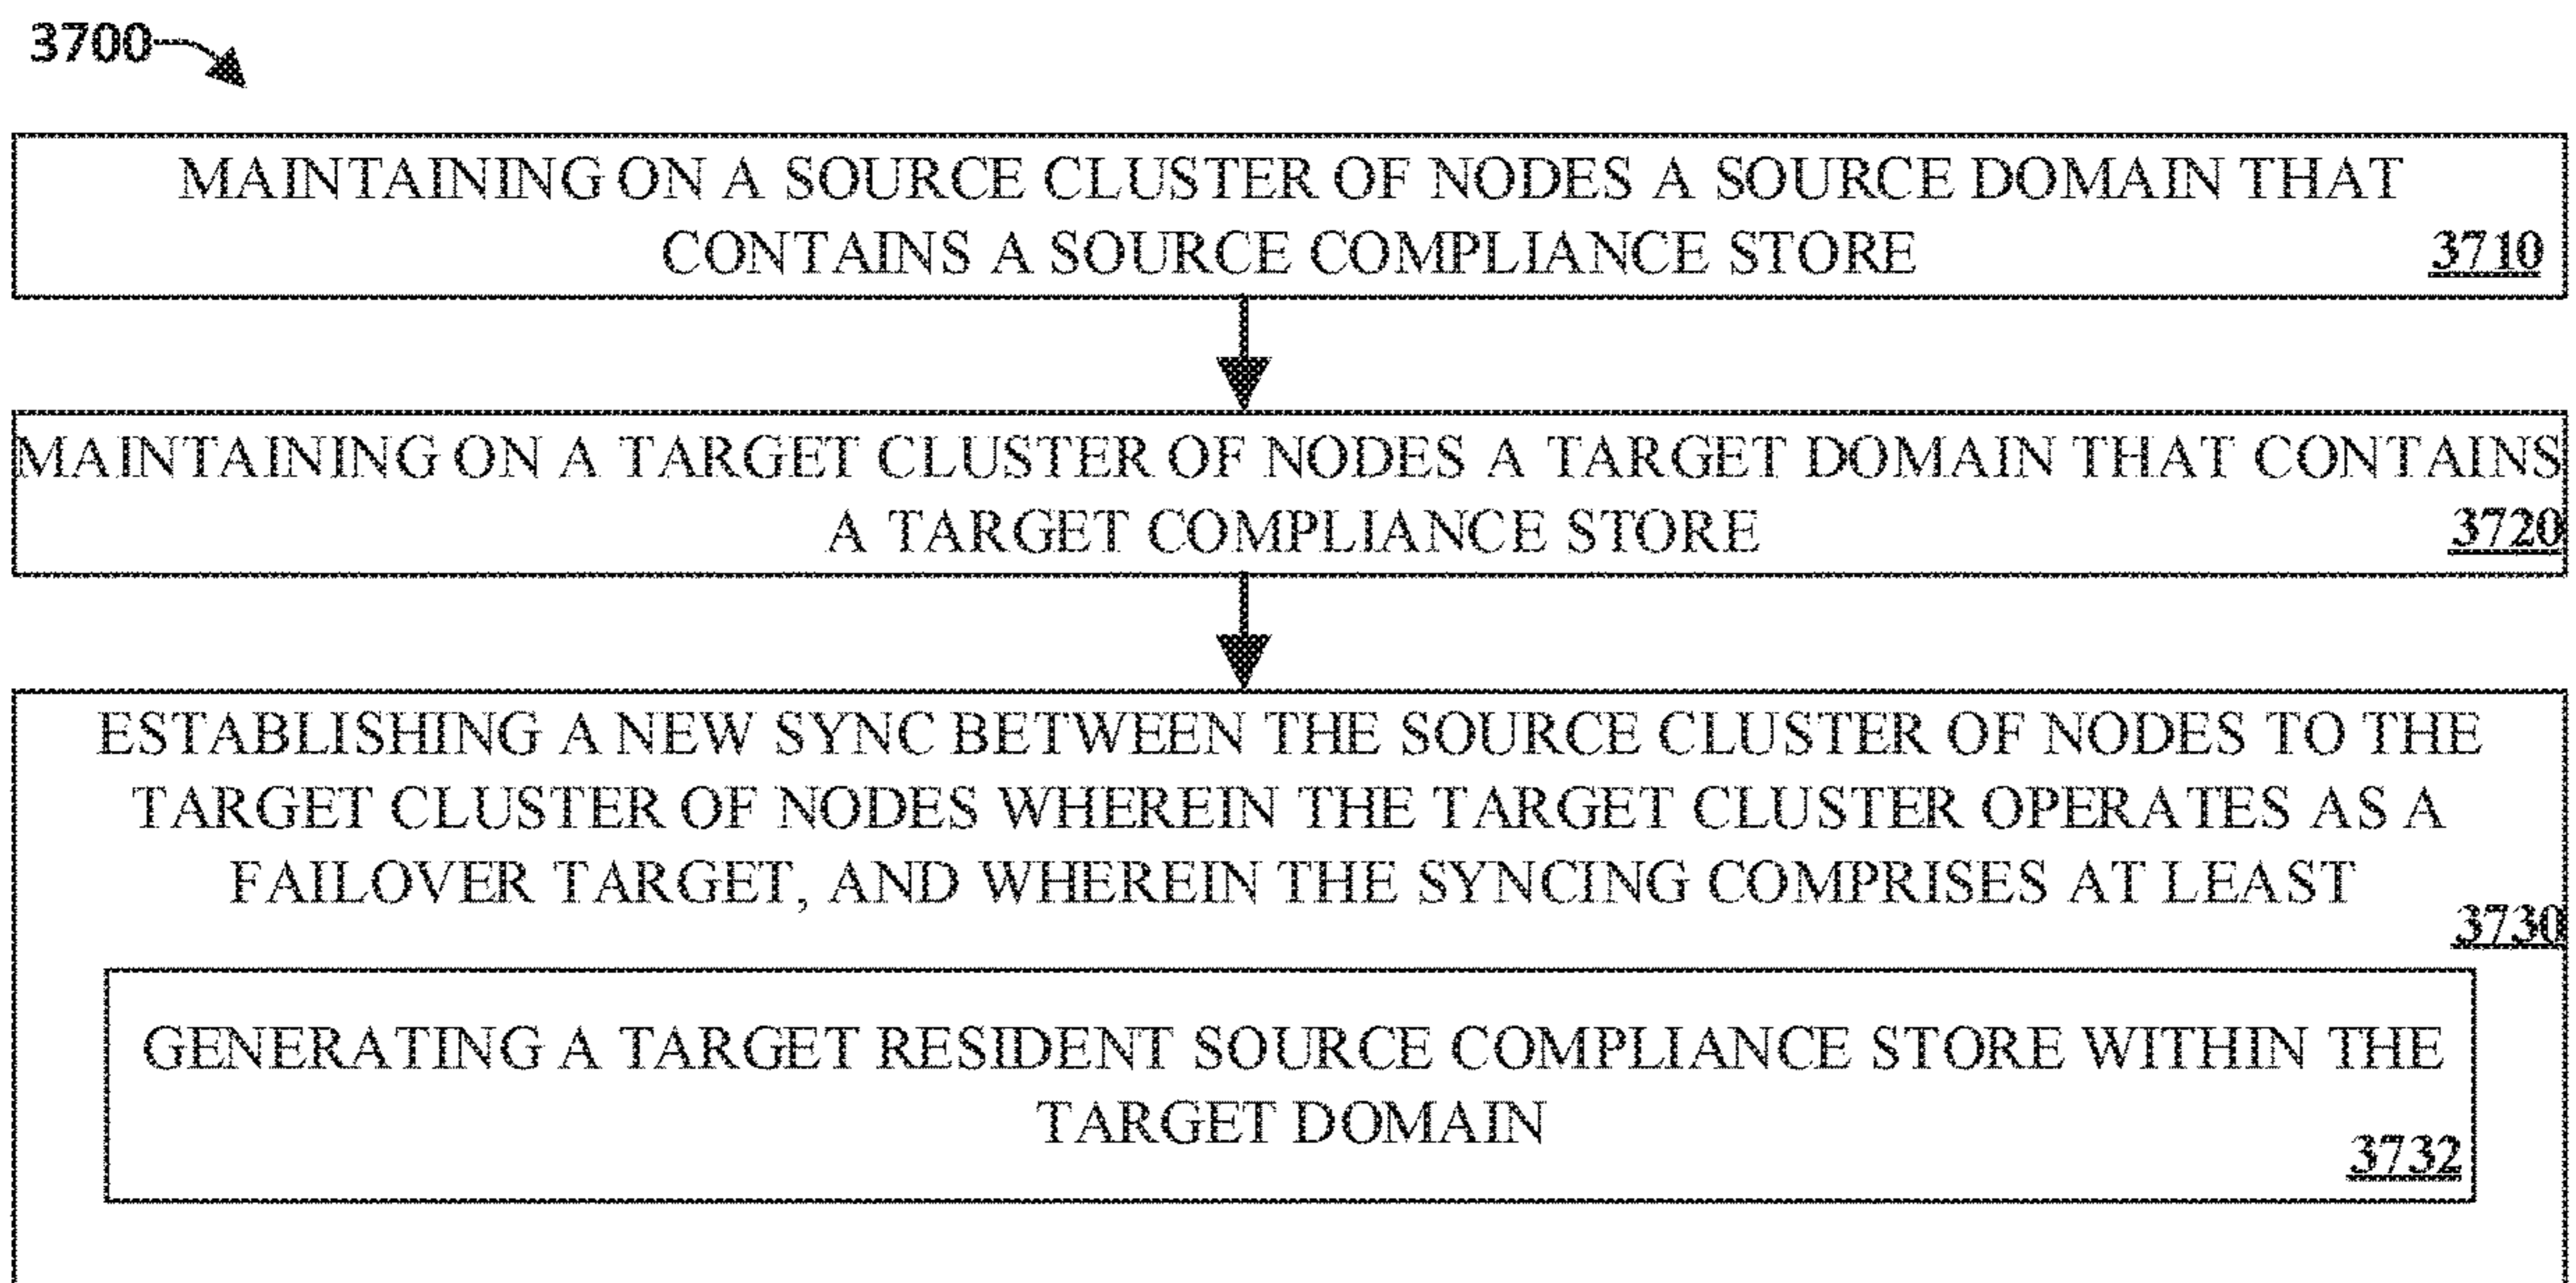 3700
MAINTAINING ON A SOURCE CLUSTER OF NODES A SOURCE DOMAIN THAT
CONTAINS A SOURCE COMPLIANCE STORE
3710
MAINTAINING ON A TARGET CLUSTER OF NODES A TARGET DOMAIN THAT CONTAINS
A TARGET COMPLIANCE STORE
3720
ESTABLISHING A NEW SYNC BETWEEN THE SOURCE CLUSTER OF NODES TO THE
TARGET CLUSTER OF NODES WHEREIN THE TARGET CLUSTER OPERATES AS A
FAILOVER TARGET, AND WHEREIN THE SYNCING COMPRISES AT LEAST
3730
GENERATING A TARGET RESIDENT SOURCE COMPLIANCE STORE WITHIN THE
TARGET DOMAIN
3732